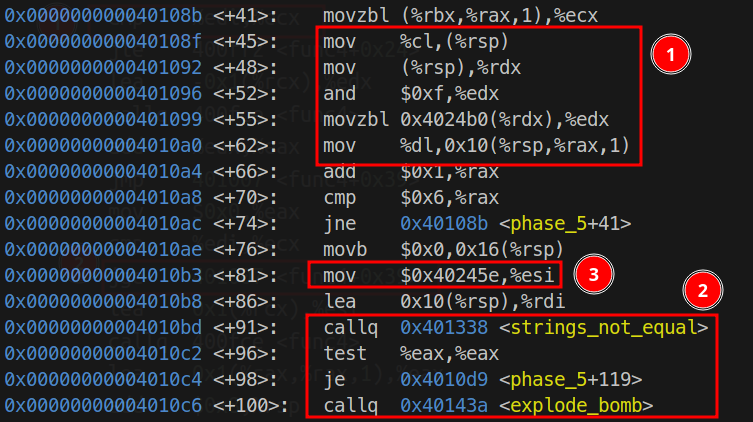 0x000000000040108b <+41>: movzbl (%rbx,%rax,1),%ecx
0x000000000040108f <+45>: mov %cl,(%rsp)
0x0000000000401092 <+48>: mov (%rsp),%rdx
0x0000000000401096 <+52>: and $0xf,%edx
0x0000000000401099 <+55>: movzbl 0x4024b0(%rdx),%edx
0x00000000004010a0 <+62>: mov %dl,0x10(%rsp,%rax,1)
0x00000000004010a4 <+66>: add $0x1,%rax
0x00000000004010a8 <+70>: cmp $0x6,%rax
0x00000000004010ac <+74>: jne 0x40108b <phase_5+41>
0x00000000004010ae <+76>: movb $0x0,0x16(%rsp)
0x00000000004010b3 <+81>: mov $0x40245e,%esi
0x00000000004010b8 <+86>: lea 0x10(%rsp),%rdi
0x00000000004010bd <+91>: callq 0x401338 <strings_not_equal>
0x00000000004010c2 <+96>: test %eax,%eax
0x00000000004010c4 <+98>: je 0x4010d9 <phase_5+119>
0x00000000004010c6 <+100>: callq 0x40143a <explode_bomb>
1
3
2